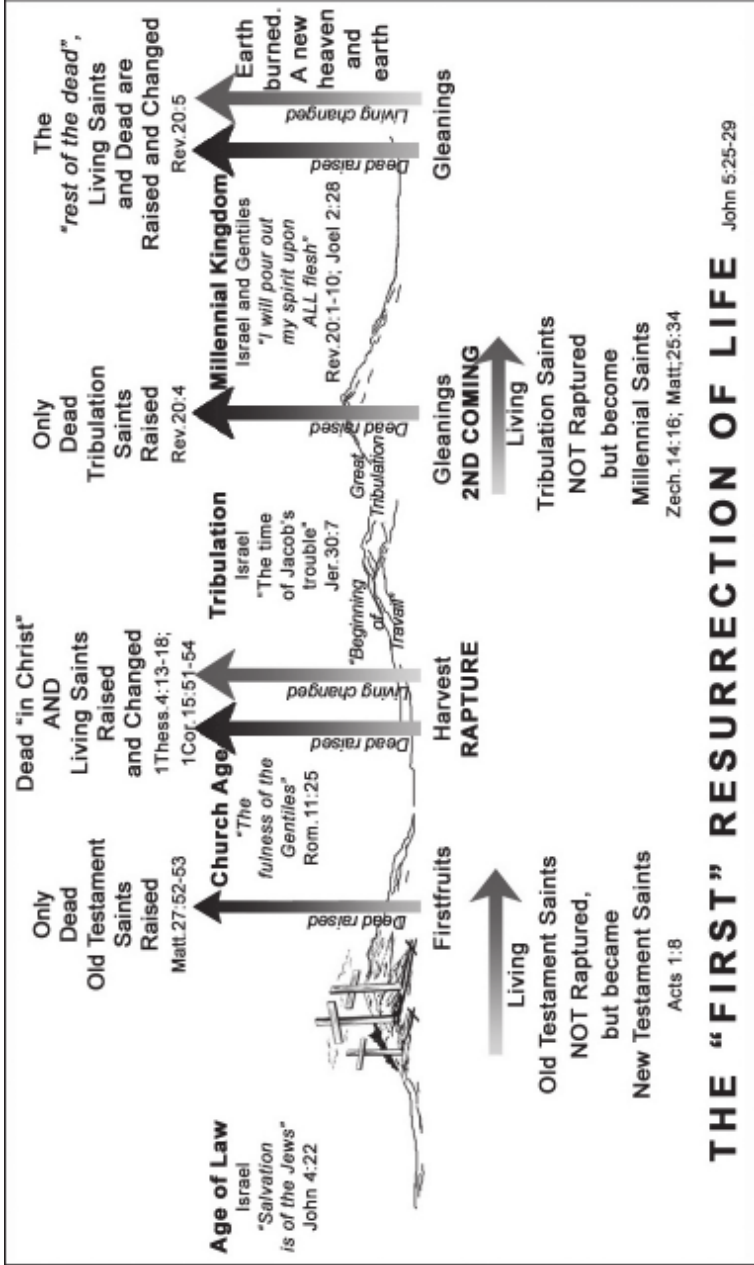 Only
Dead
Old Testament
Saints
Raised
Matt.27:52-53
Dead "in Christ"
AND
Living Saints
Raised
and Changed
1Thess.4:13-18;
1Cor.15:51-54
Only
Dead
Tribulation
Saints
Raised
Rev.20:4
The
"rest of the dead",
Living Saints
and Dead are
Raised and Changed
Rev.20:5
Age of Law
Israel
"Salvation
is of the Jews"
John 4:22
Dead raised
Church Age
"The
fulness of the
Gentiles"
Rom.11:25
Dead raised
Living changed
Tribulation
Israel
"The time
of Jacob's
trouble"
Jer.30:7
"Beginning
of
Travail"
Great
Tribulation
Dead raised
Millennial Kingdom
Israel and Gentiles
"I will pour out
my spirit upon
ALL flesh"
Rev.20:1-10; Joel 2:28
Dead raised
Living changed
Earth
burned.
A new
heaven
and
earth
Firstfruits
Harvest
RAPTURE
Gleanings
2ND COMING
Gleanings
Living
Old Testament Saints
NOT Raptured,
but became
New Testament Saints
Acts 1:8
Living
Tribulation Saints
NOT Raptured
but become
Millennial Saints
Zech.14:16; Matt;25:34
THE "FIRST" RESURRECTION OF LIFE John 5:25-29